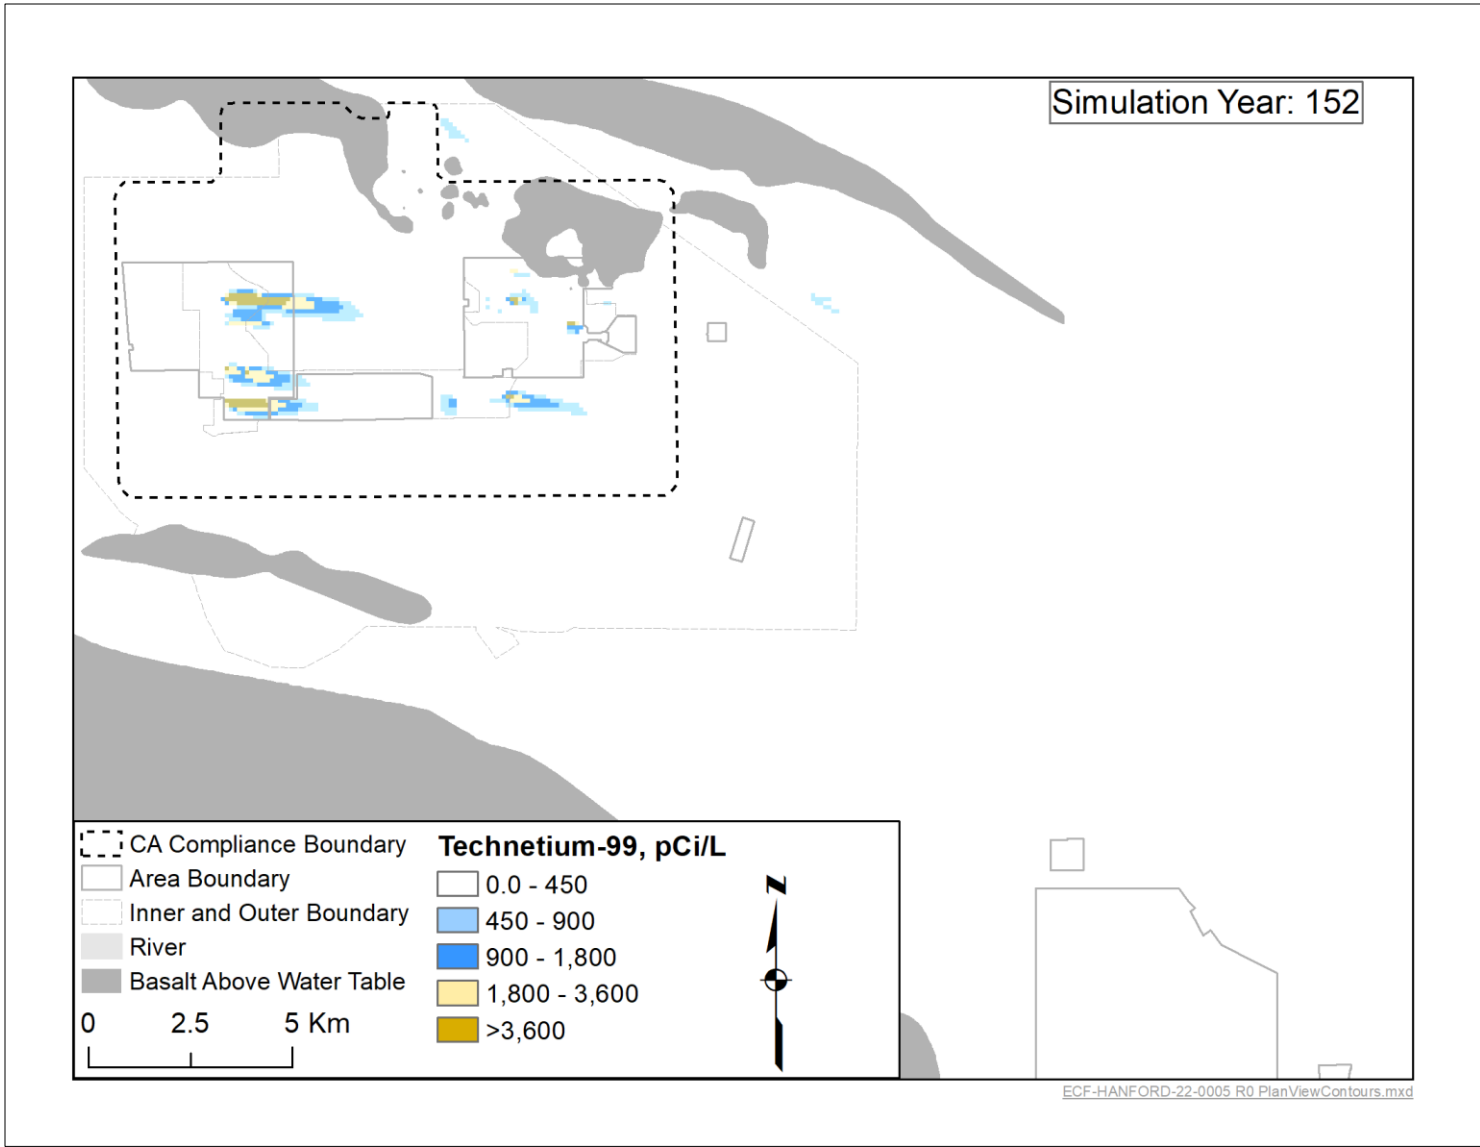 Simulation Year: 152
CA Compliance Boundary
Area Boundary
Inner and Outer Boundary
River
Basalt Above Water Table
0 2.5 5 Km
Technetium-99, pCi/L
0.0 - 450
450 - 900
900 - 1,800
1,800 - 3,600
>3,600
N
ECF-HANFORD-22-0005 R0 PlanViewContours.mxd